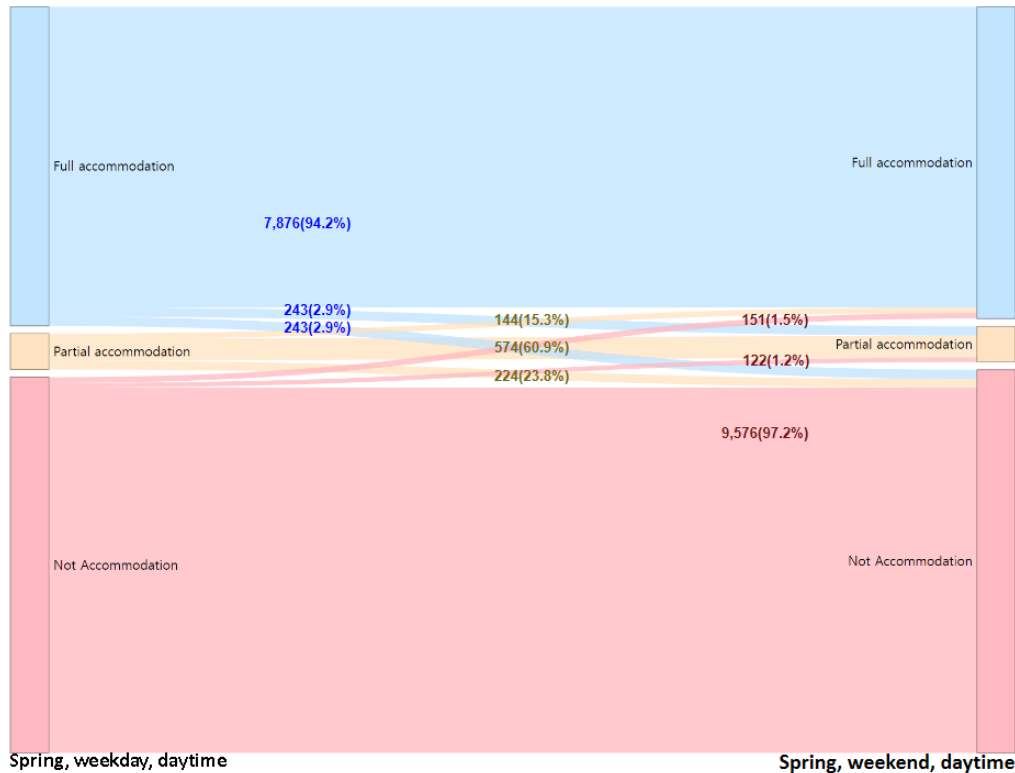 Full accommodation
Full accommodation
7,876(94.2%)
243(2.9%)
144(15.3%)
151(1.5%)
243(2.9%)
Partial accommodation
574(60.9%)
Partial accommodation
122(1.2%)
224(23.8%)
9,576(97.2%)
Not Accommodation
Not Accommodation
Spring, weekday, daytime
Spring, weekend, daytime